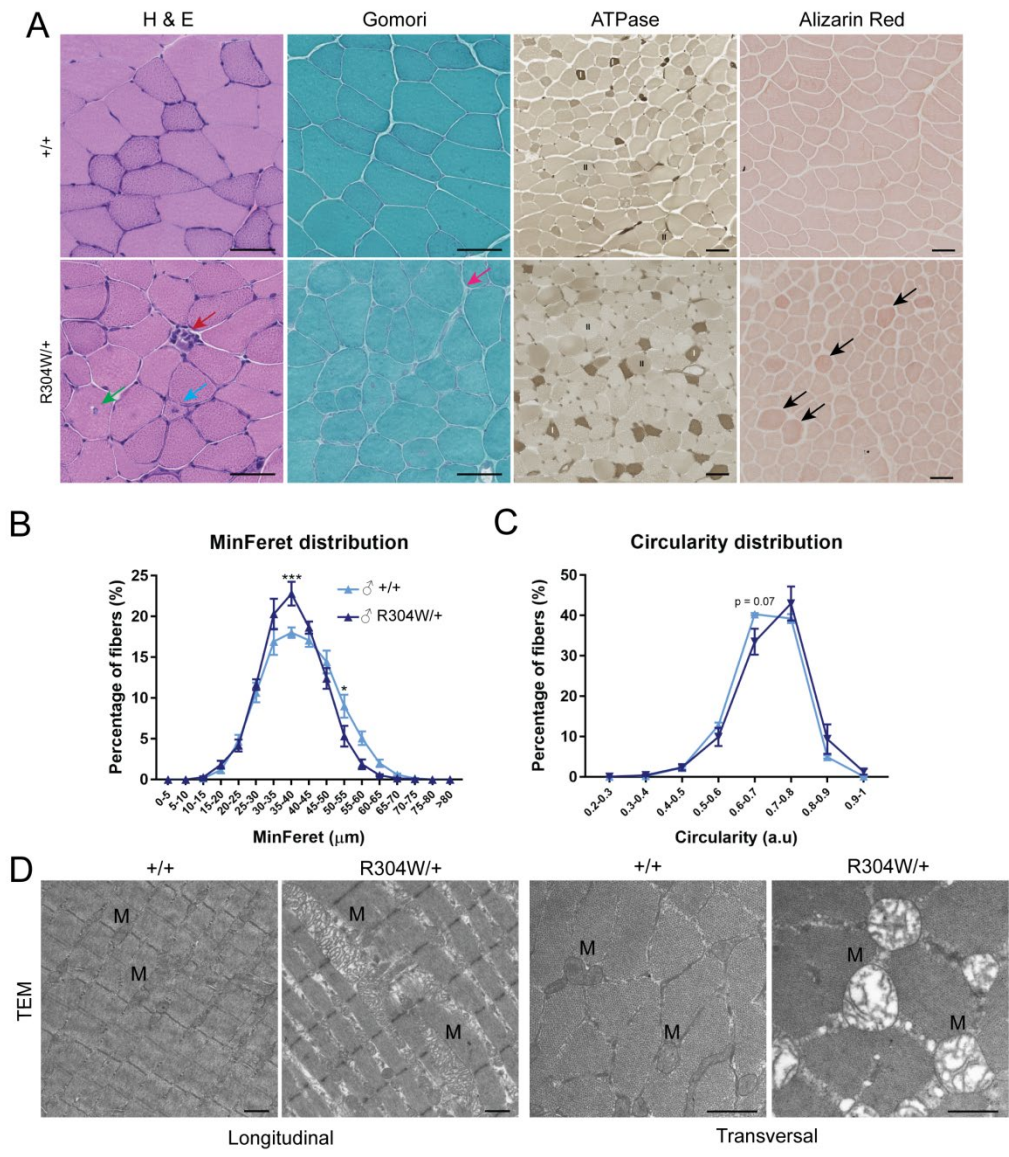 A
H & E
Gomori
ATPase
Alizarin Red
+/+
I
I
II
II
R304W/+
II
II
I
I
B
MinFeret distribution
Percentage of fibers (%)
25
20
15
10
5
0
***
*
♂ +/+
♂ R304W/+
0-5
5-10
10-15
15-20
20-25
25-30
30-35
35-40
40-45
45-50
50-55
55-60
60-65
65-70
70-75
75-80
>80
MinFeret (μm)
C
Circularity distribution
Percentage of fibers (%)
50
40
30
20
10
0
p = 0.07
0.2-0.3
0.3-0.4
0.4-0.5
0.5-0.6
0.6-0.7
0.7-0.8
0.8-0.9
0.9-1
Circularity (a.u)
D
+/+
R304W/+
+/+
R304W/+
TEM
M
M
M
M
M
M
M
M
Longitudinal
Transversal